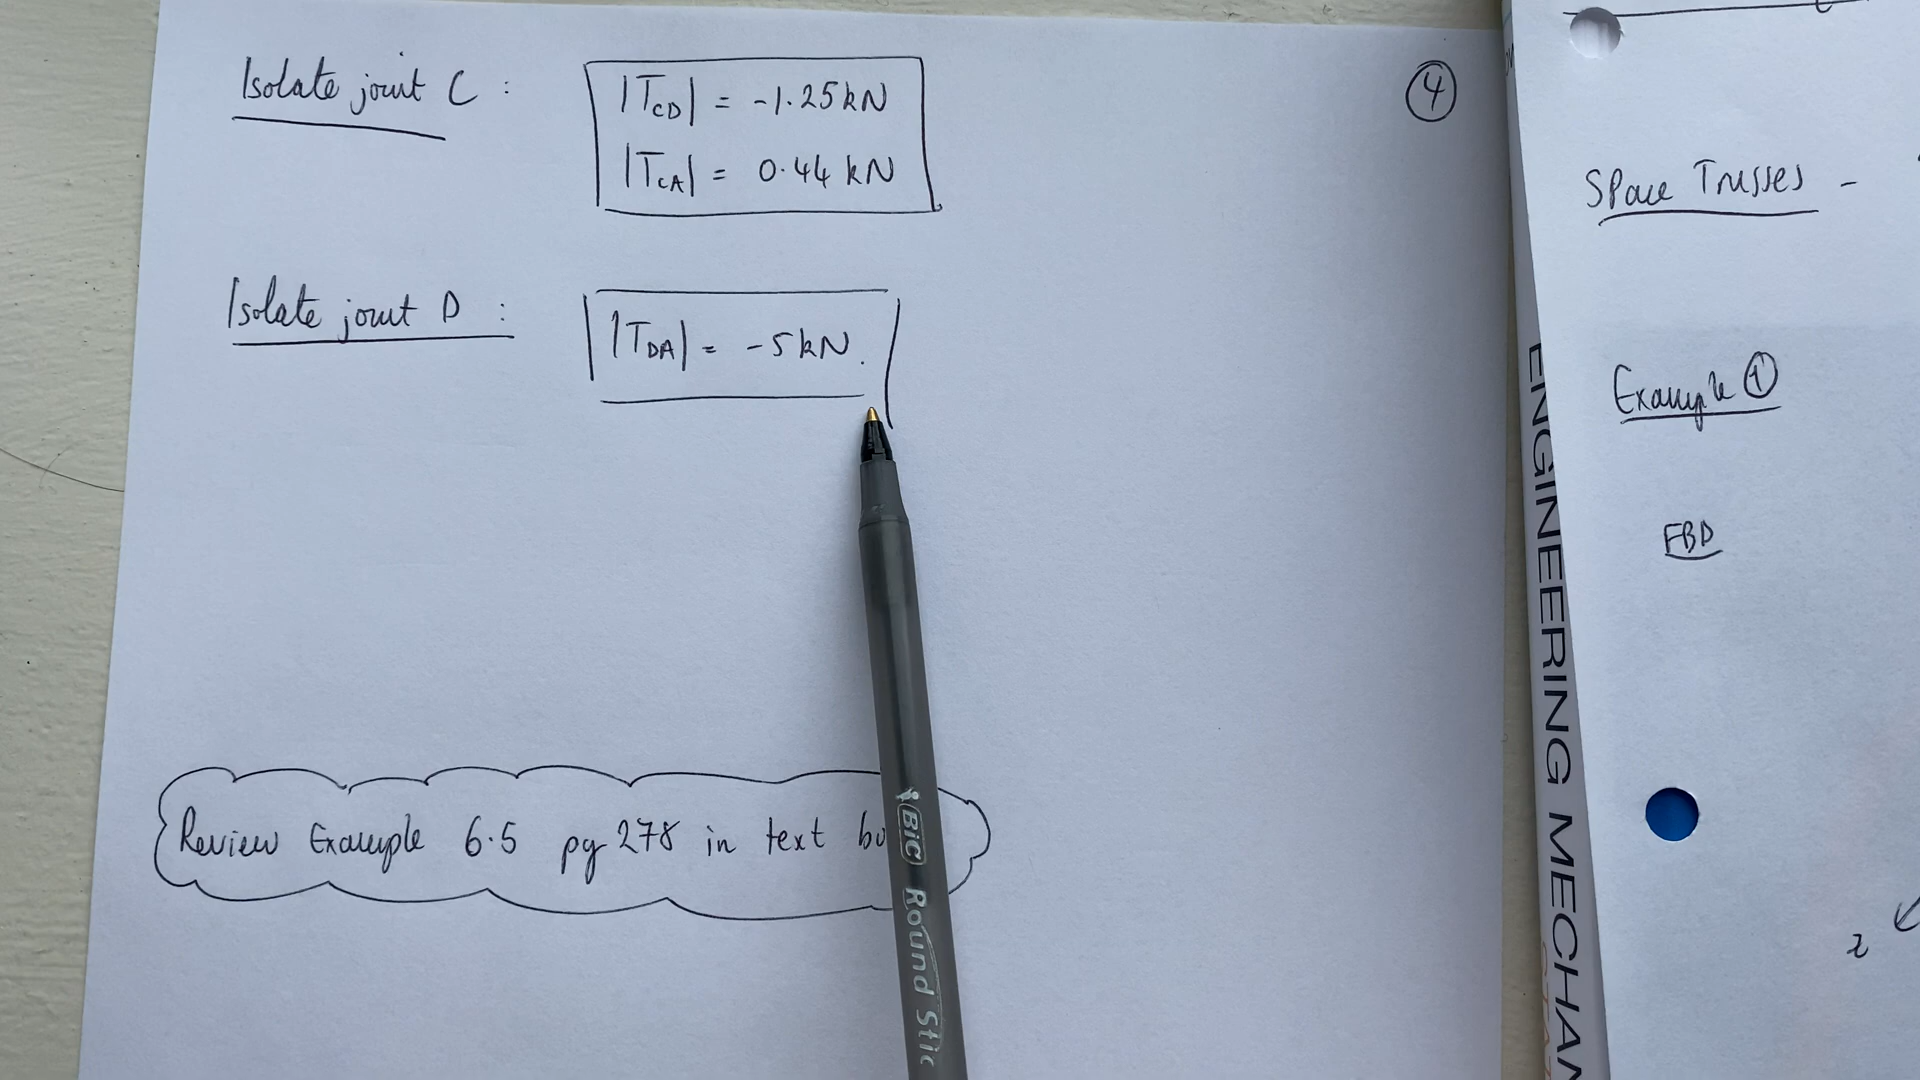 Isolate joint C :
|TCD| = -1.25kN
|TCA| = 0.44 kN
4
Isolate joint D :
|TDA| = -5kN.
Review Example 6.5 pg 278 in text
BIC Round Stic
Space Trusses -
Example 1
FBD
z
ENGINEERING MECHAN